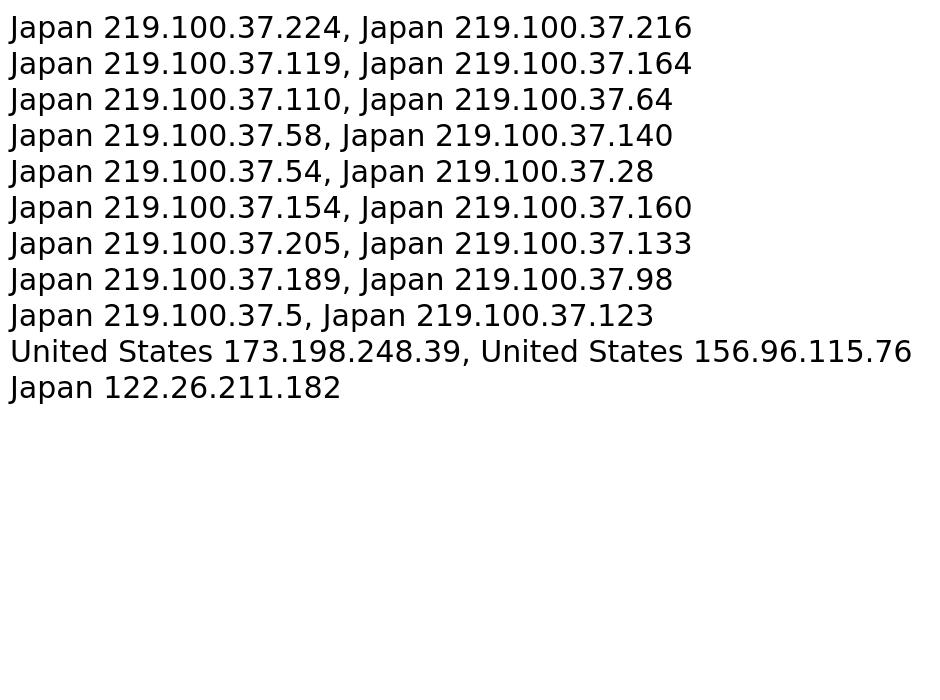 Japan 219.100.37.224, Japan 219.100.37.216
Japan 219.100.37.119, Japan 219.100.37.164
Japan 219.100.37.110, Japan 219.100.37.64
Japan 219.100.37.58, Japan 219.100.37.140
Japan 219.100.37.54, Japan 219.100.37.28
Japan 219.100.37.154, Japan 219.100.37.160
Japan 219.100.37.205, Japan 219.100.37.133
Japan 219.100.37.189, Japan 219.100.37.98
Japan 219.100.37.5, Japan 219.100.37.123
United States 173.198.248.39, United States 156.96.115.76
Japan 122.26.211.182